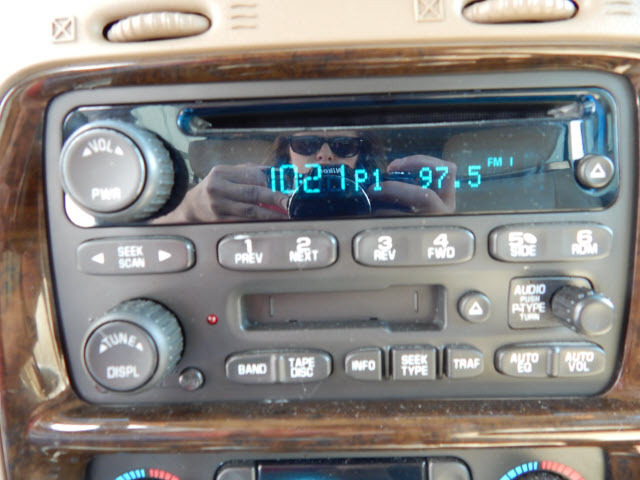 VOL
PWR
10:21 P1 97.5 FM 1
SEEK
SCAN
1
PREV
2
NEXT
3
REV
4
FWD
5
SIDE
6
RDM
AUDIO
PUSH
P-TYPE
TURN
TUNE
DISPL
BAND
TAPE
DISC
INFO
SEEK
TYPE
TRAF
AUTO
EQ
AUTO
VOL